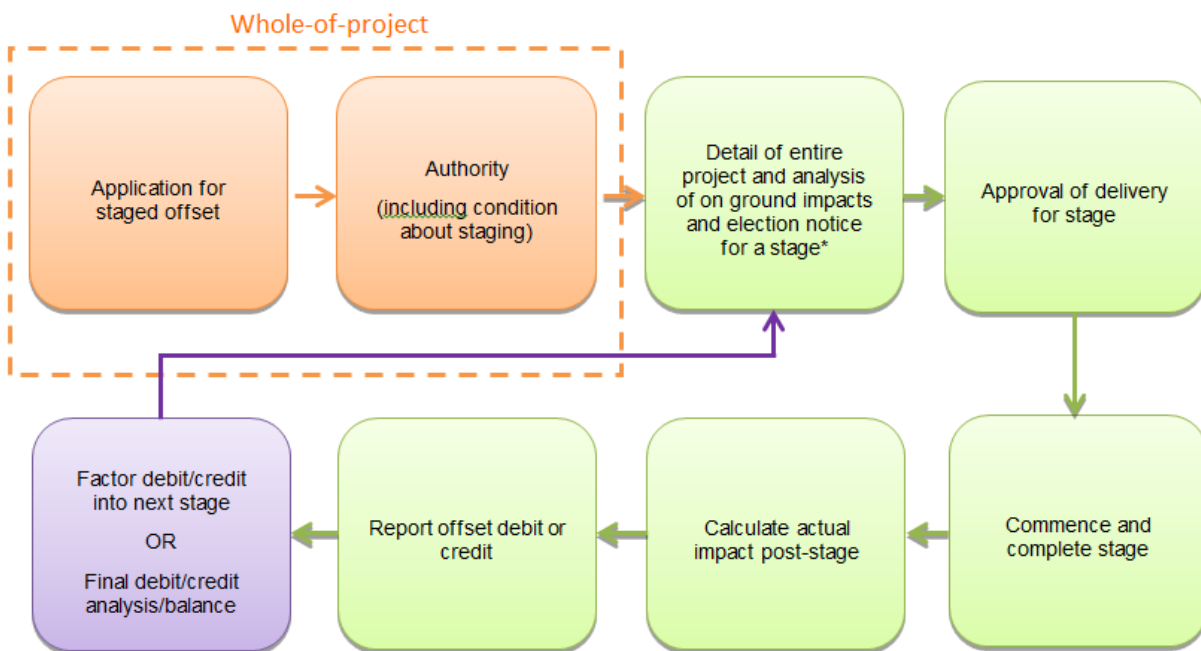 Whole-of-project
Application for
staged offset
Authority
(including condition
about staging)
Detail of entire
project and analysis
of on ground impacts
and election notice
for a stage*
Approval of delivery
for stage
Factor debit/credit
into next stage
OR
Final debit/credit
analysis/balance
Report offset debit or
credit
Calculate actual
impact post-stage
Commence and
complete stage